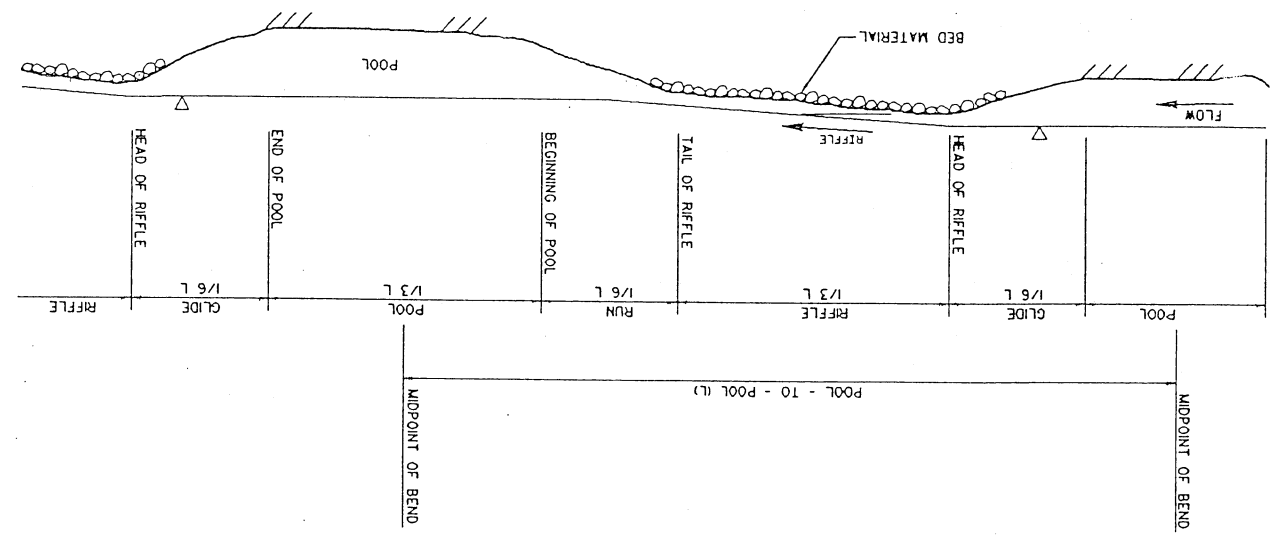 MIDPOINT OF BEND
MIDPOINT OF BEND
POOL - TO - POOL (L)
POOL
GLIDE
RIFFLE
RUN
POOL
GLIDE
RIFFLE
1/6 L
1/3 L
1/6 L
1/3 L
1/6 L
HEAD OF RIFFLE
TAIL OF RIFFLE
BEGINNING OF POOL
END OF POOL
HEAD OF RIFFLE
RIFFLE
FLOW
POOL
BED MATERIAL